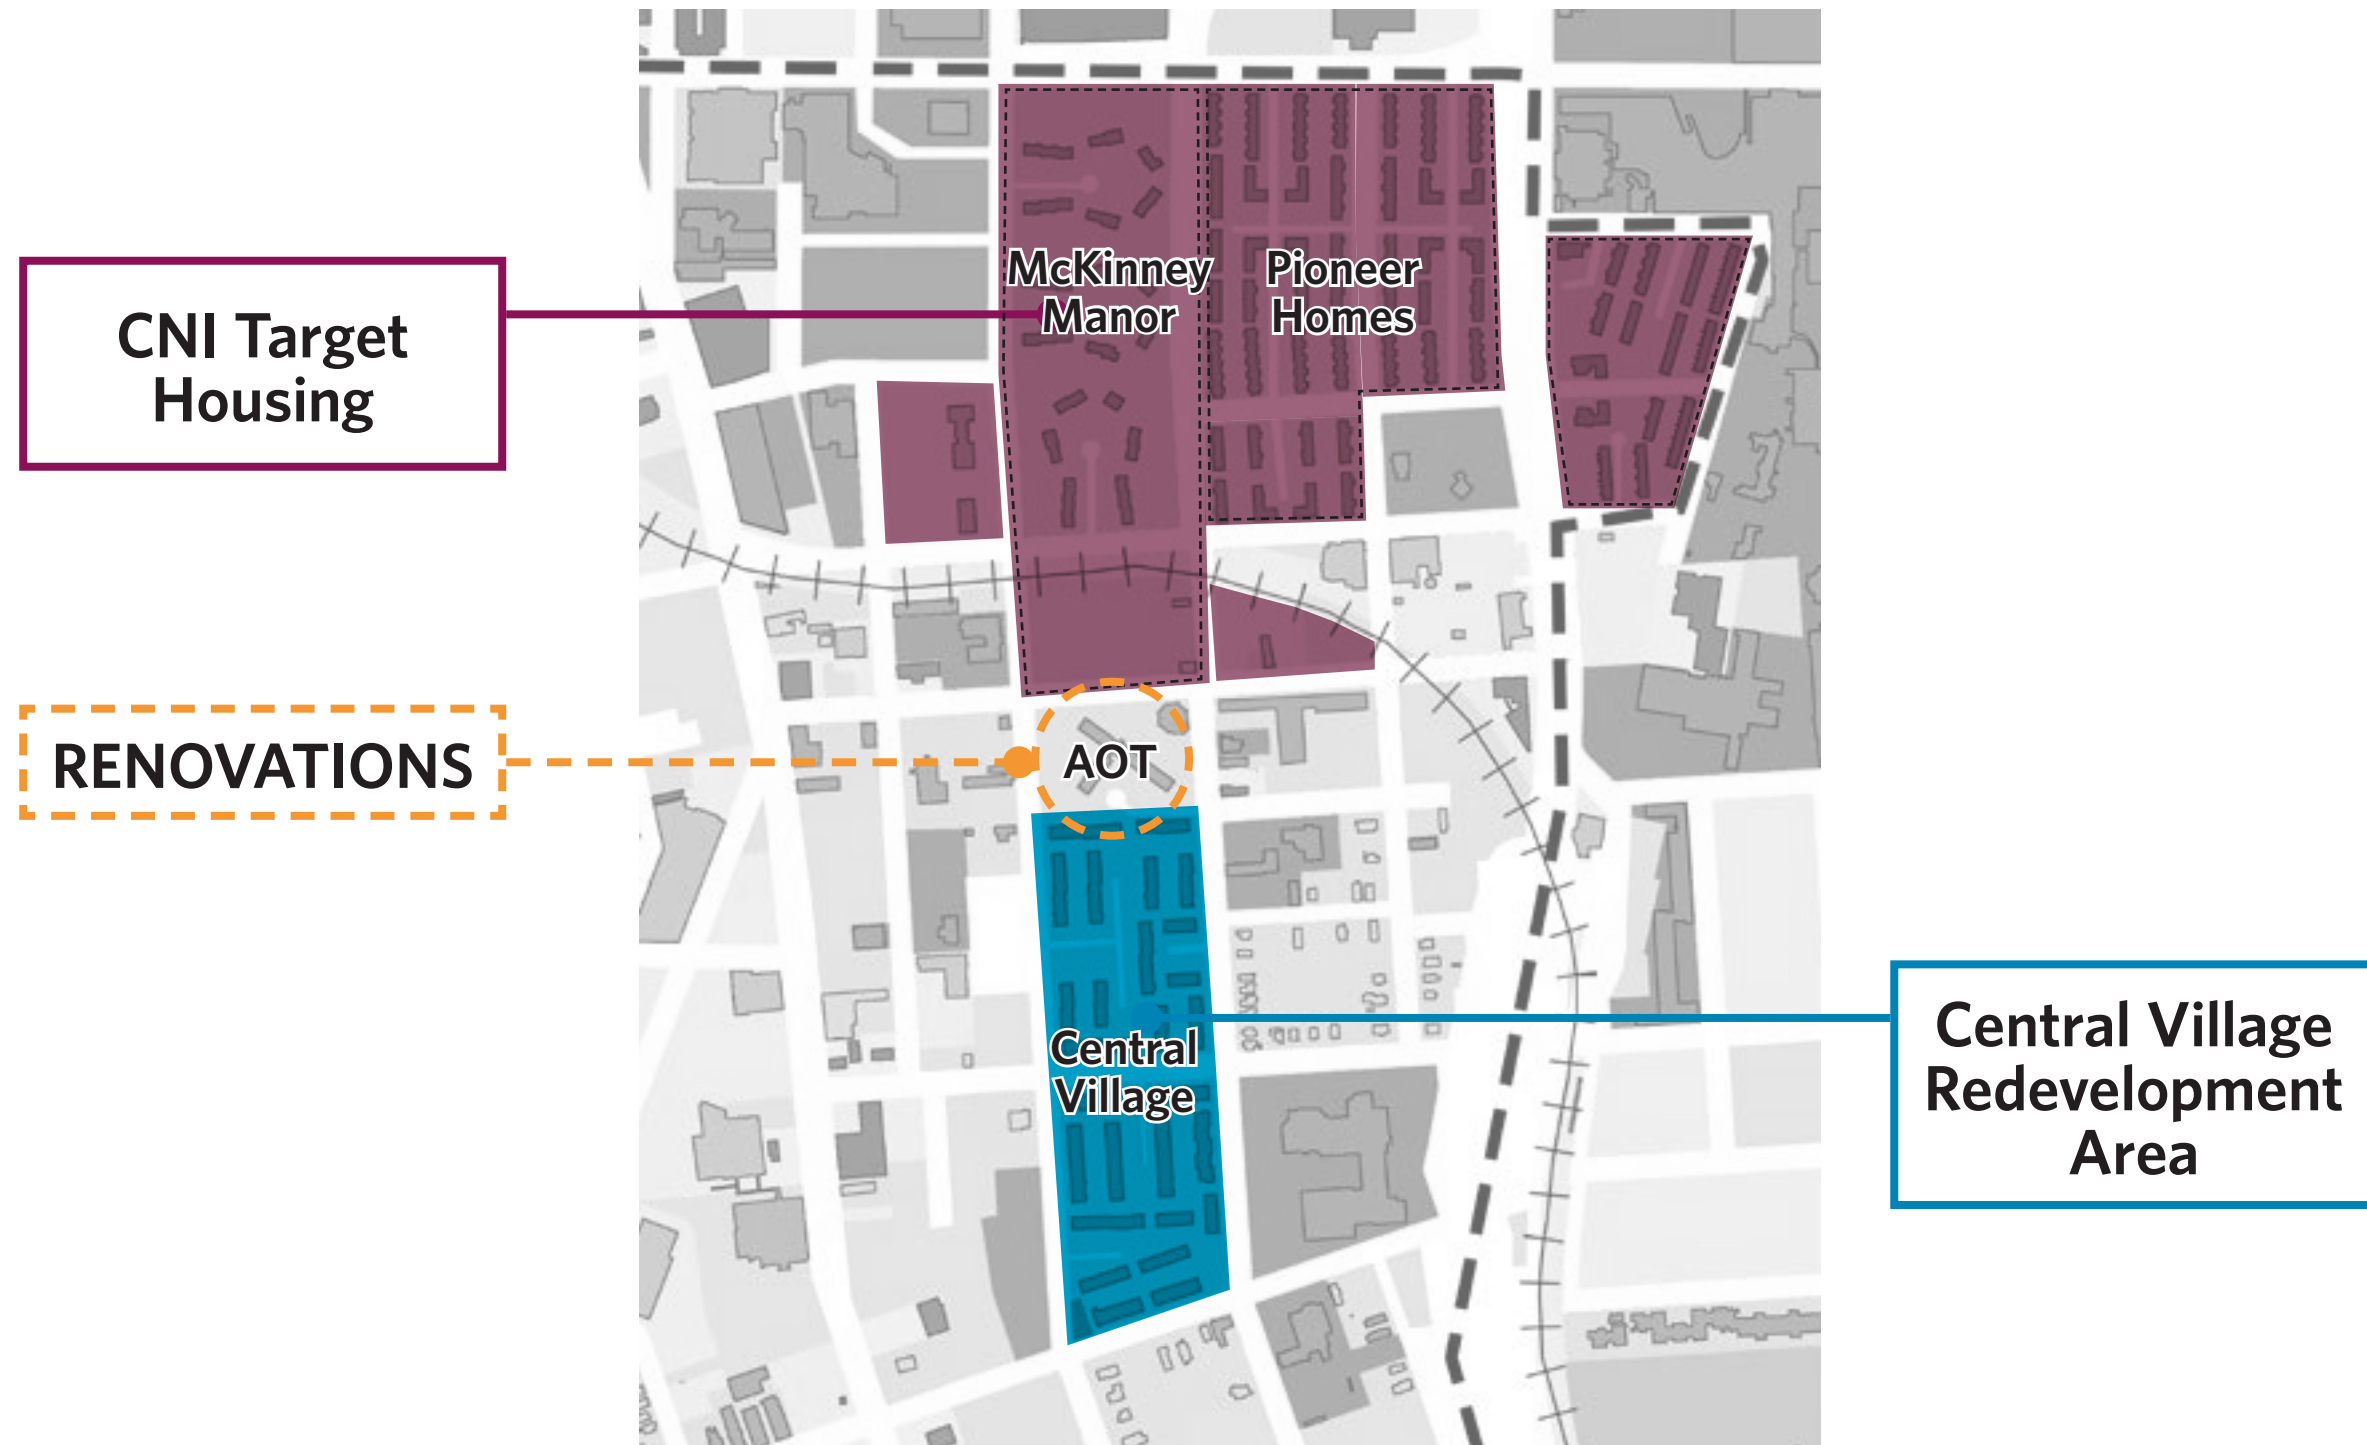 CNI Target
Housing
McKinney
Manor
Pioneer
Homes
RENOVATIONS
AOT
Central
Village
Central Village
Redevelopment
Area